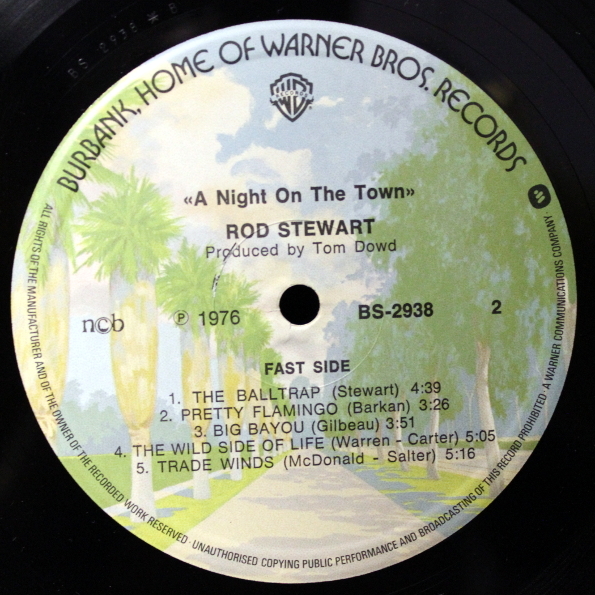 BS 2938 * B
BURBANK, HOME OF WARNER BROS. RECORDS
«A Night On The Town»
ROD STEWART
Produced by Tom Dowd
ncb
℗ 1976
BS-2938
2
FAST SIDE
1. THE BALLTRAP (Stewart) 4:39
2. PRETTY FLAMINGO (Barkan) 3:26
3. BIG BAYOU (Gilbeau) 3:51
4. THE WILD SIDE OF LIFE (Warren - Carter) 5:05
5. TRADE WINDS (McDonald - Salter) 5:16
ALL RIGHTS OF THE MANUFACTURER AND OF THE OWNER OF THE RECORDED WORK RESERVED · UNAUTHORISED COPYING PUBLIC PERFORMANCE AND BROADCASTING OF THIS RECORD PROHIBITED · A WARNER COMMUNICATIONS COMPANY